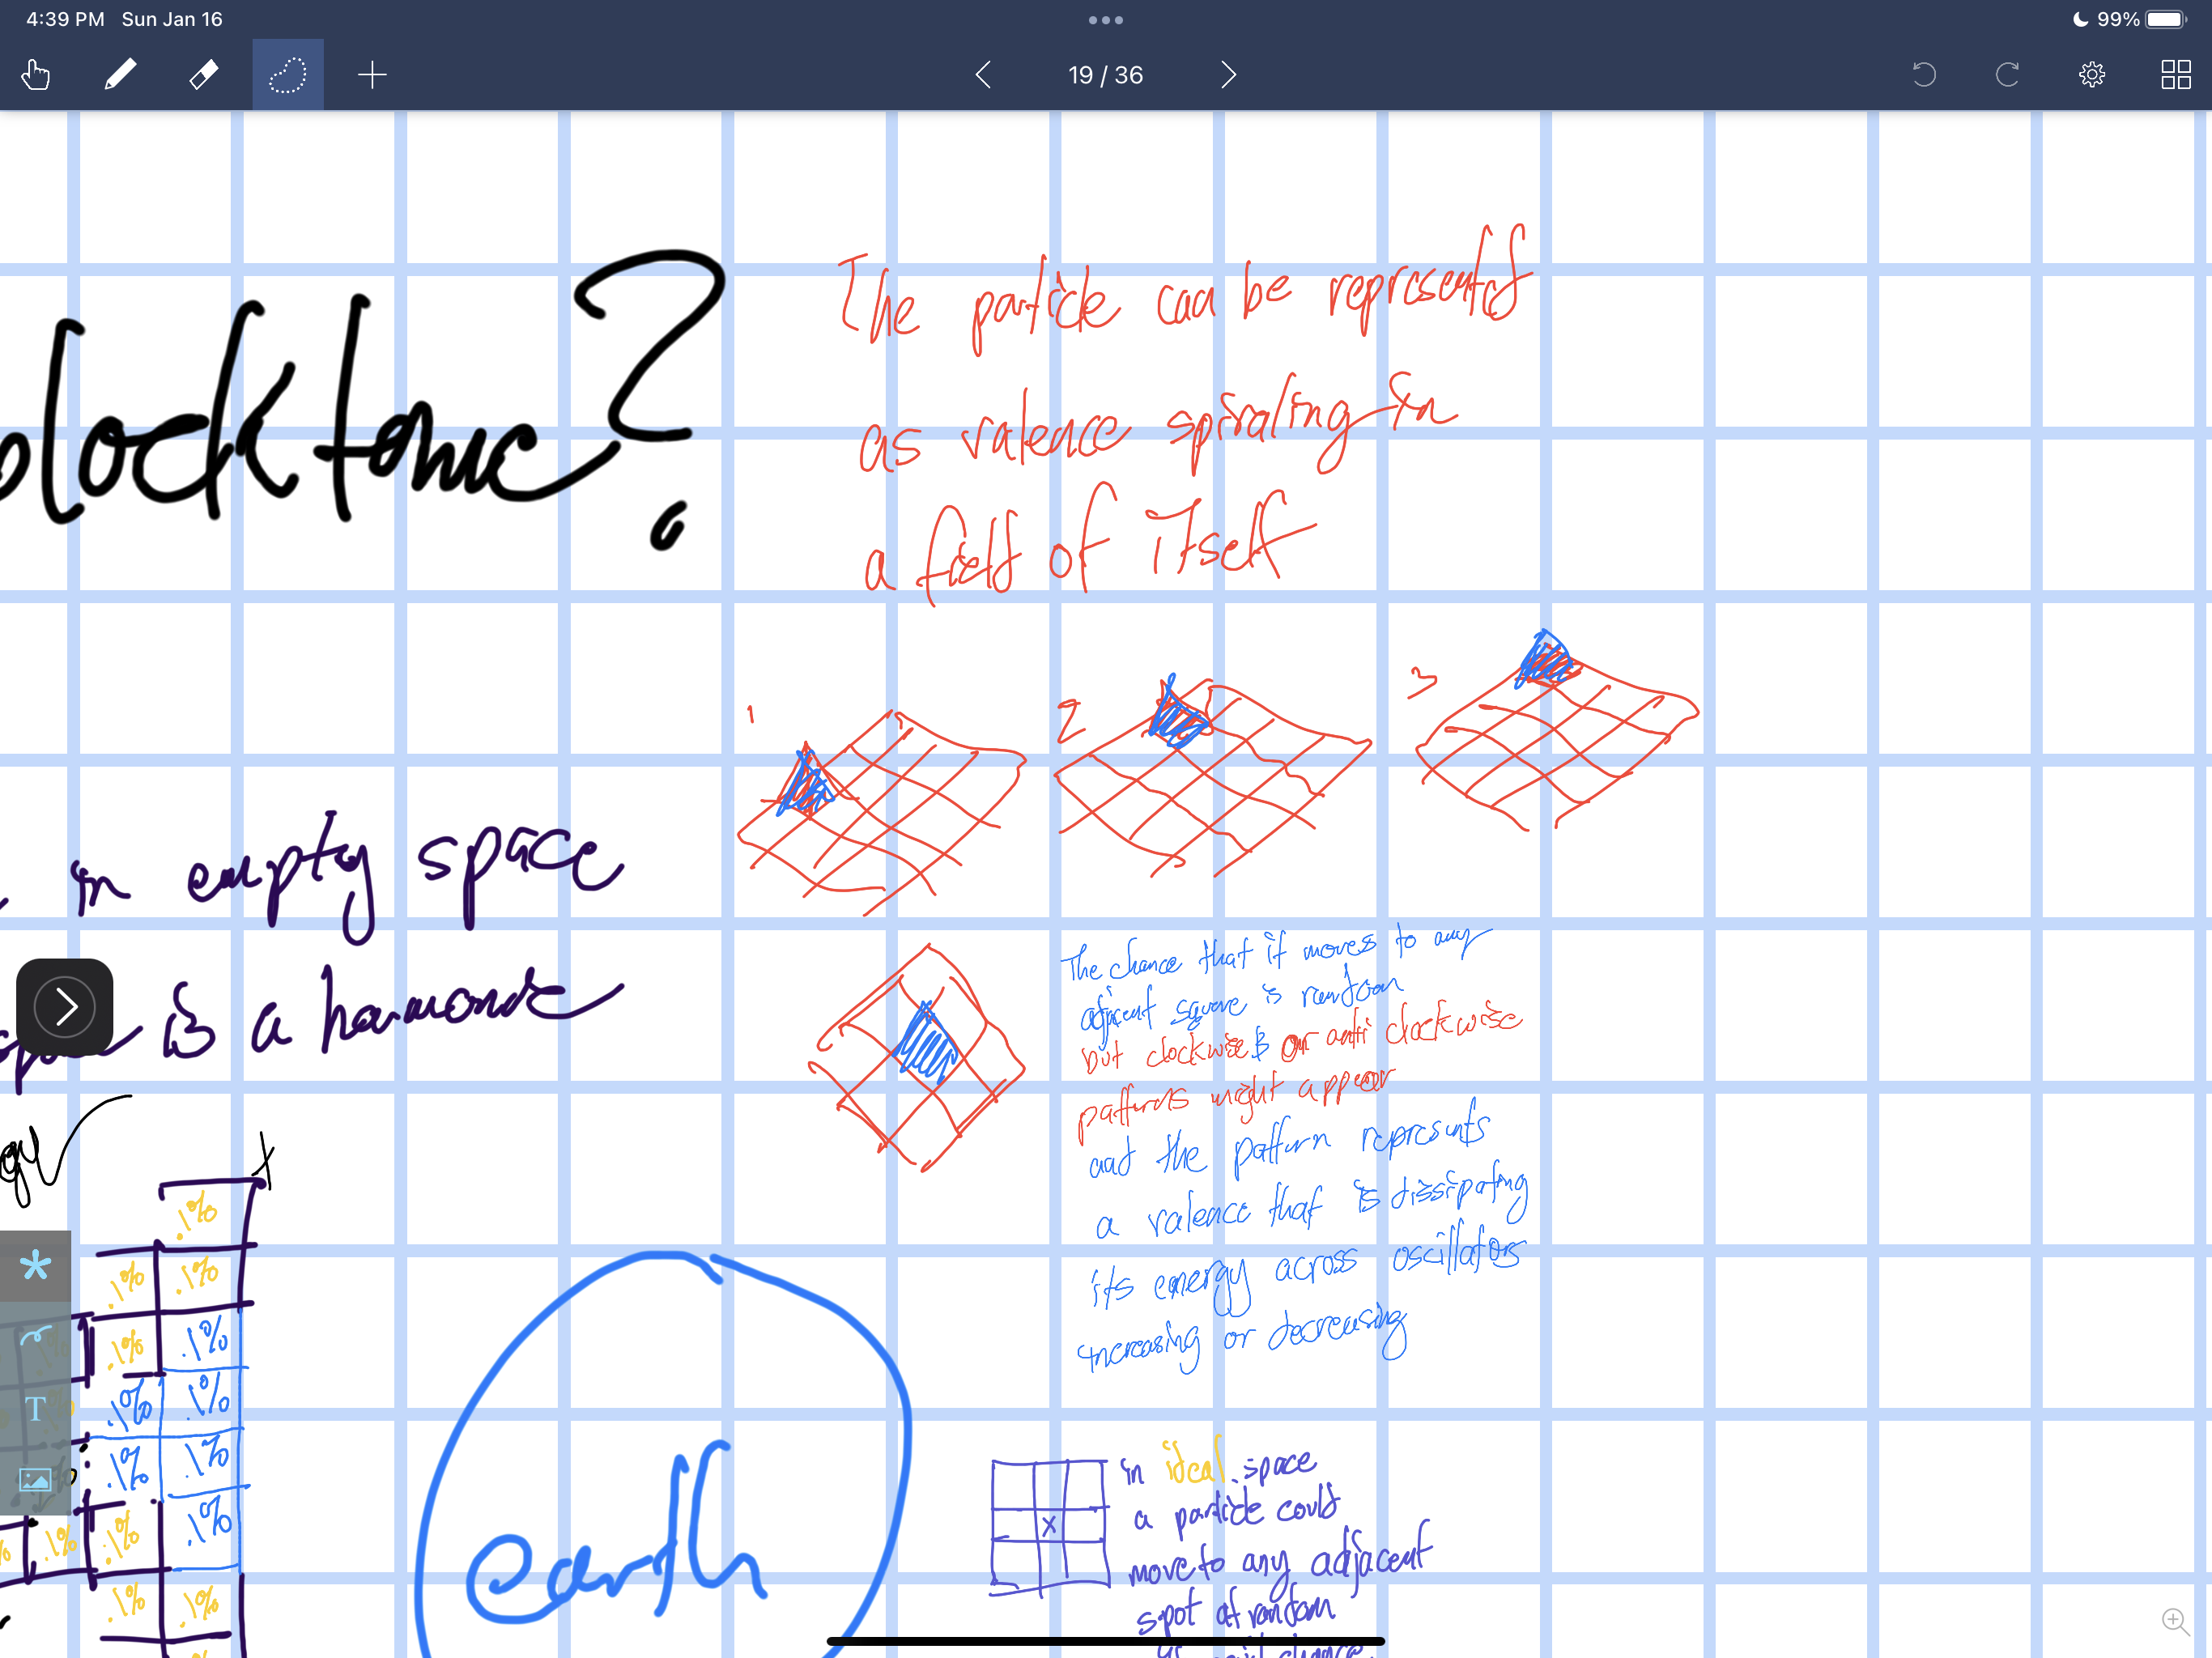 4:39 PM Sun Jan 16
99%
19 / 36
locktonic?
The particle can be represented
as valence spiraling in
a field of itself
1
2
3
in empty space
is a hamonic
The chance that it moves to any
adjacent square is random
but clockwise or anti clockwise
patterns might appear
and the pattern represents
a valence that is dissipating
its energy across oscillators
increasing or decreasing
.1%
.1% .1%
.1% .1%
.1% .1%
.1% .1%
.1% .1% .1%
.1% .1%
T
earth
X
in ideal space
a particle could
move to any adjacent
spot at random